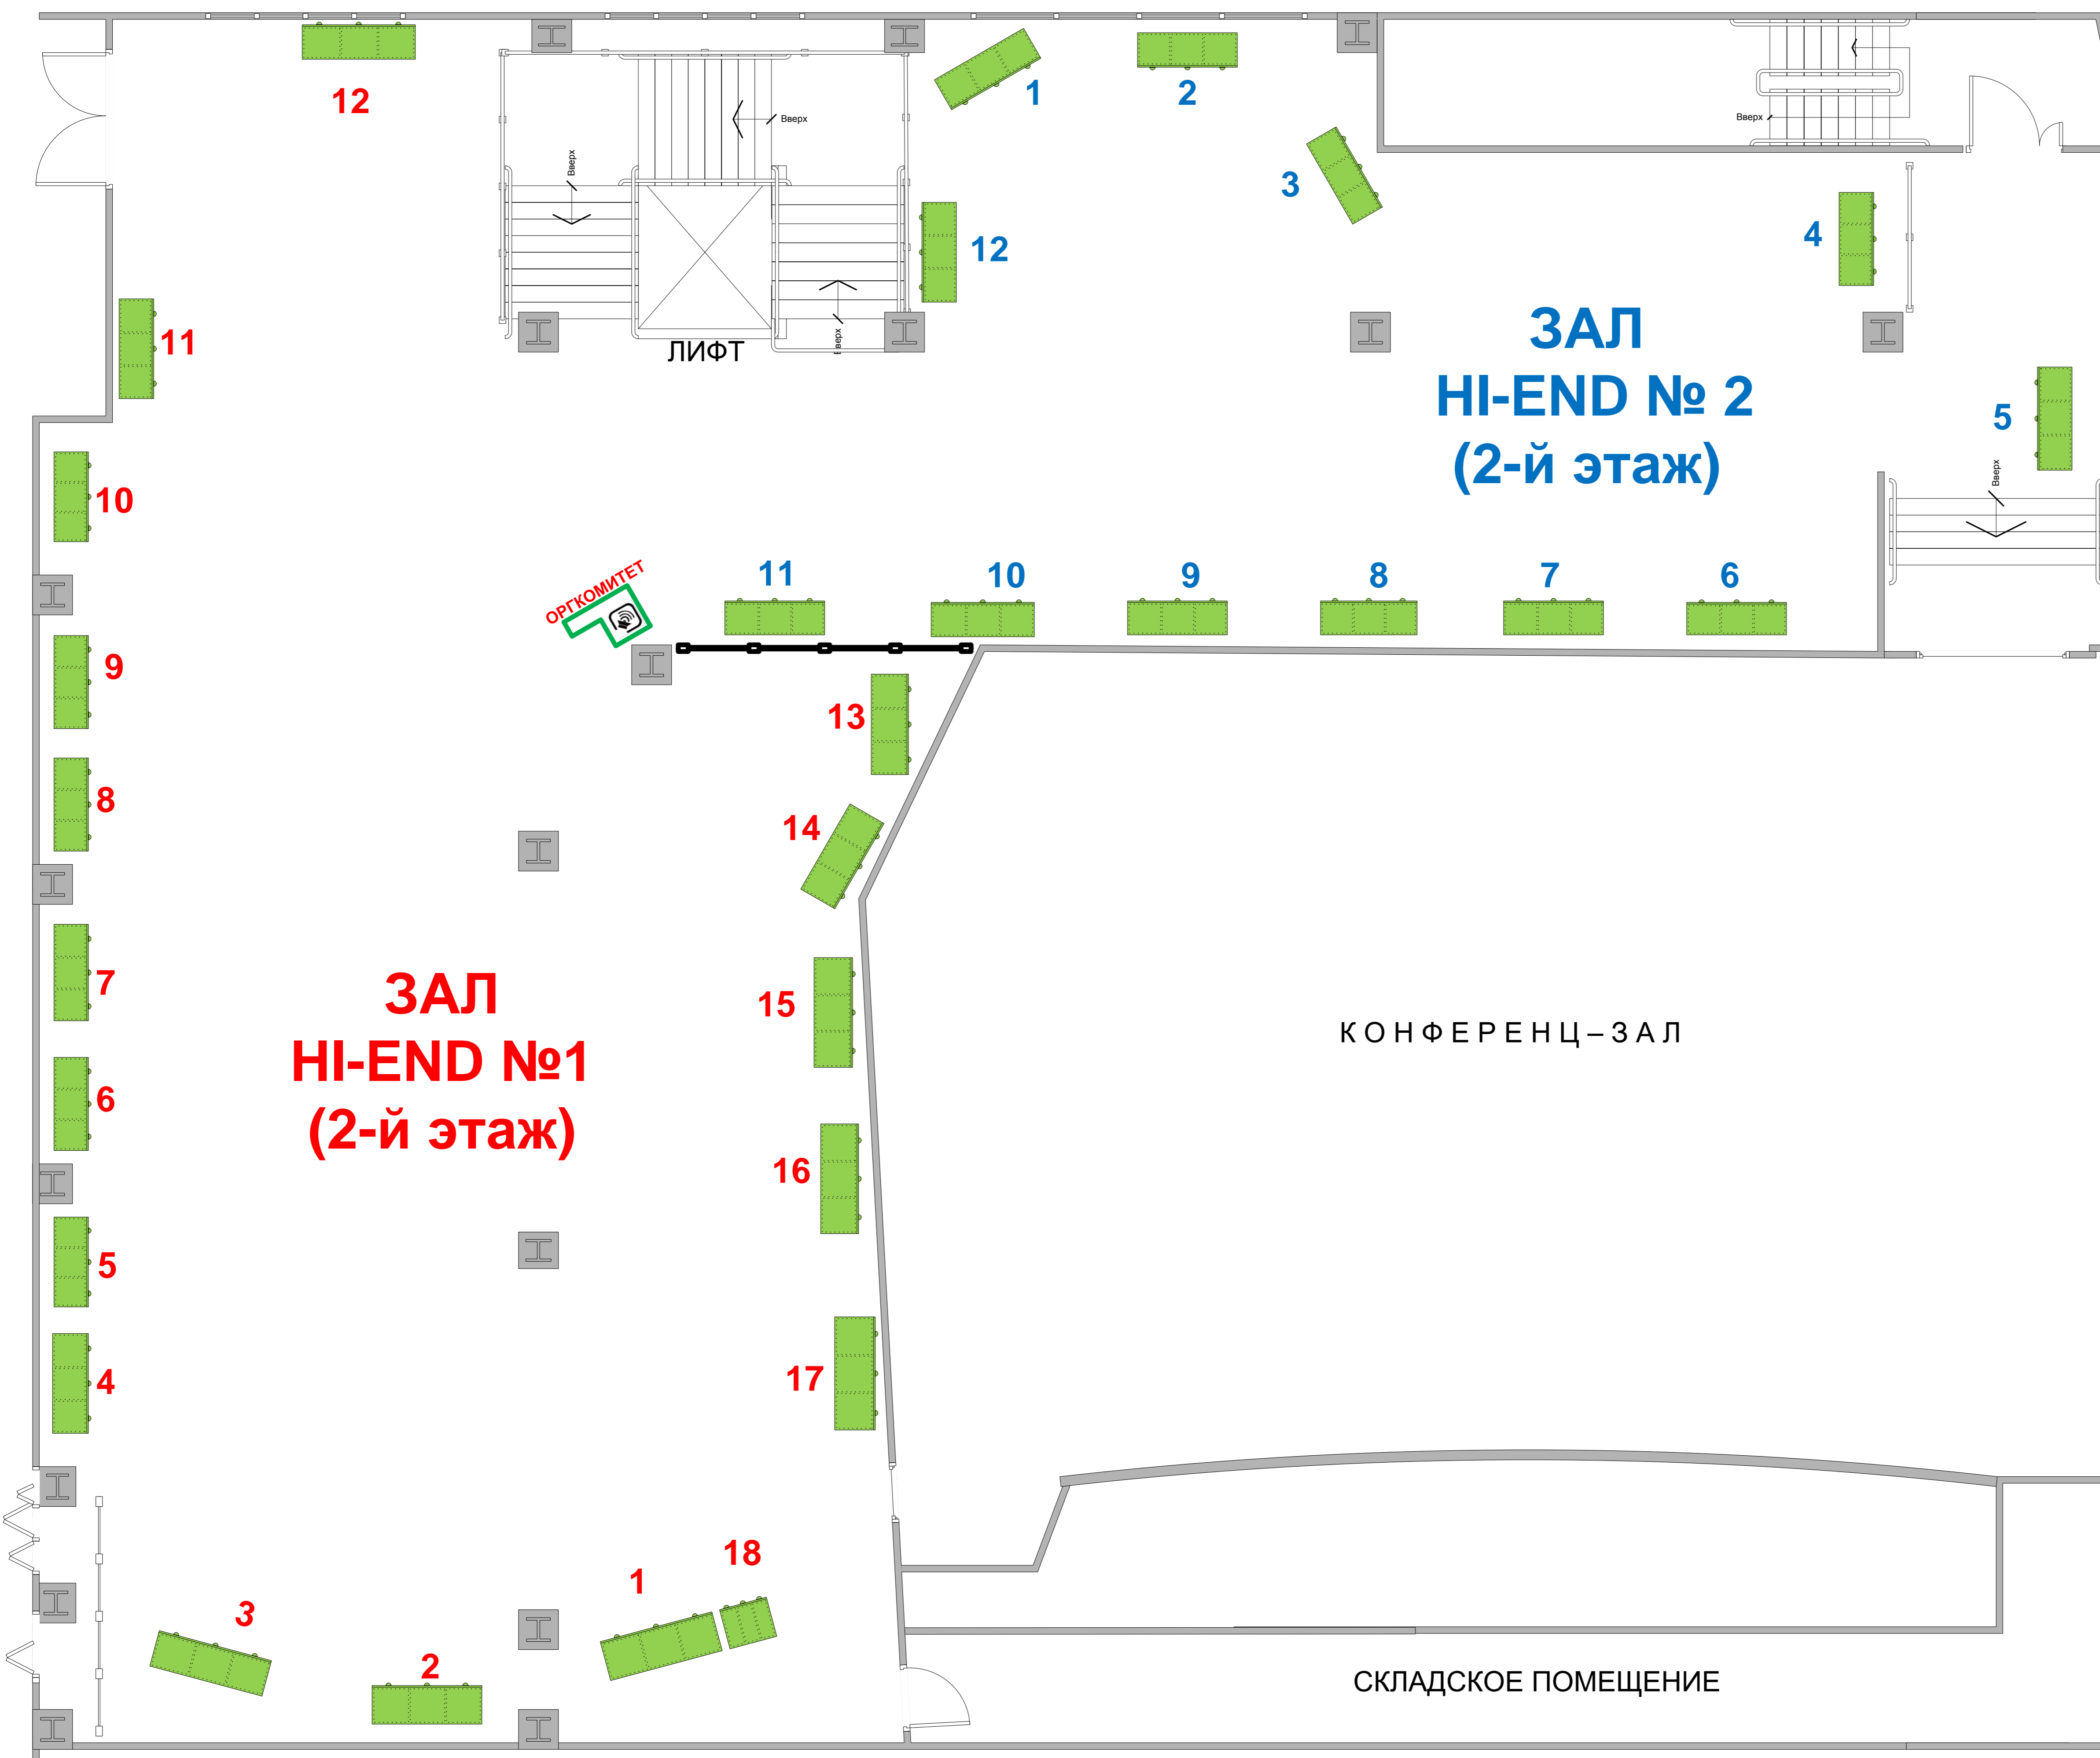 12
1
2
Вверх
Вверх
Вверх
3
12
4
11
ЛИФТ
Вверх
ЗАЛ
HI-END № 2
(2-й этаж)
5
Вверх
10
ОРГКОМИТЕТ
11
10
9
8
7
6
9
13
8
14
7
ЗАЛ
HI-END №1
(2-й этаж)
15
КОНФЕРЕНЦ–ЗАЛ
6
16
5
4
17
18
1
3
2
СКЛАДСКОЕ ПОМЕЩЕНИЕ